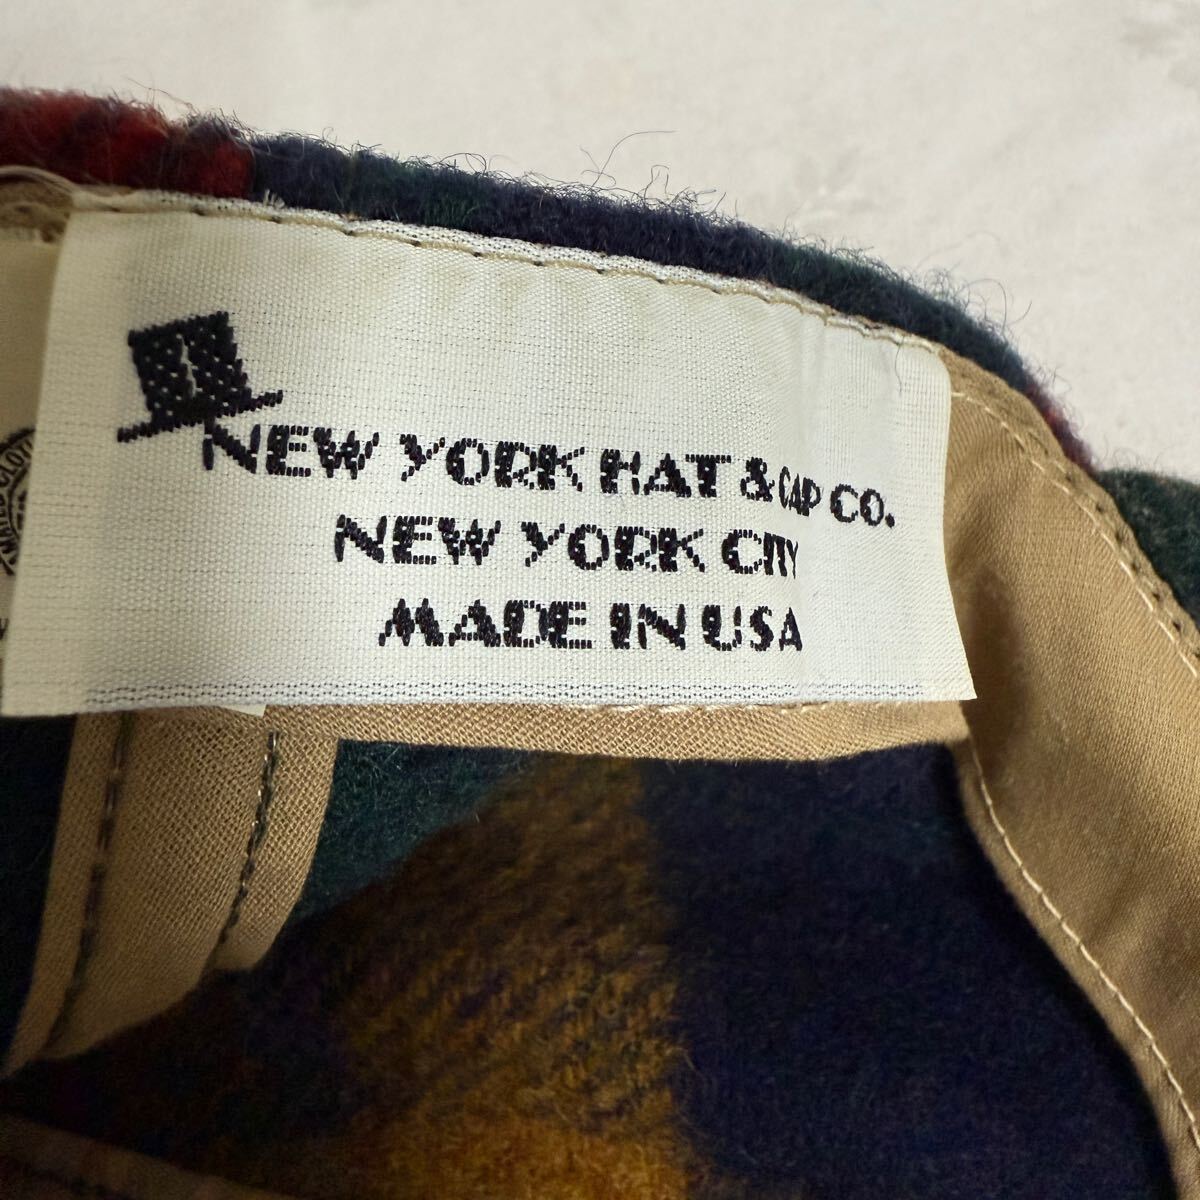 NEW YORK HAT & CAP CO.
NEW YORK CITY
MADE IN USA